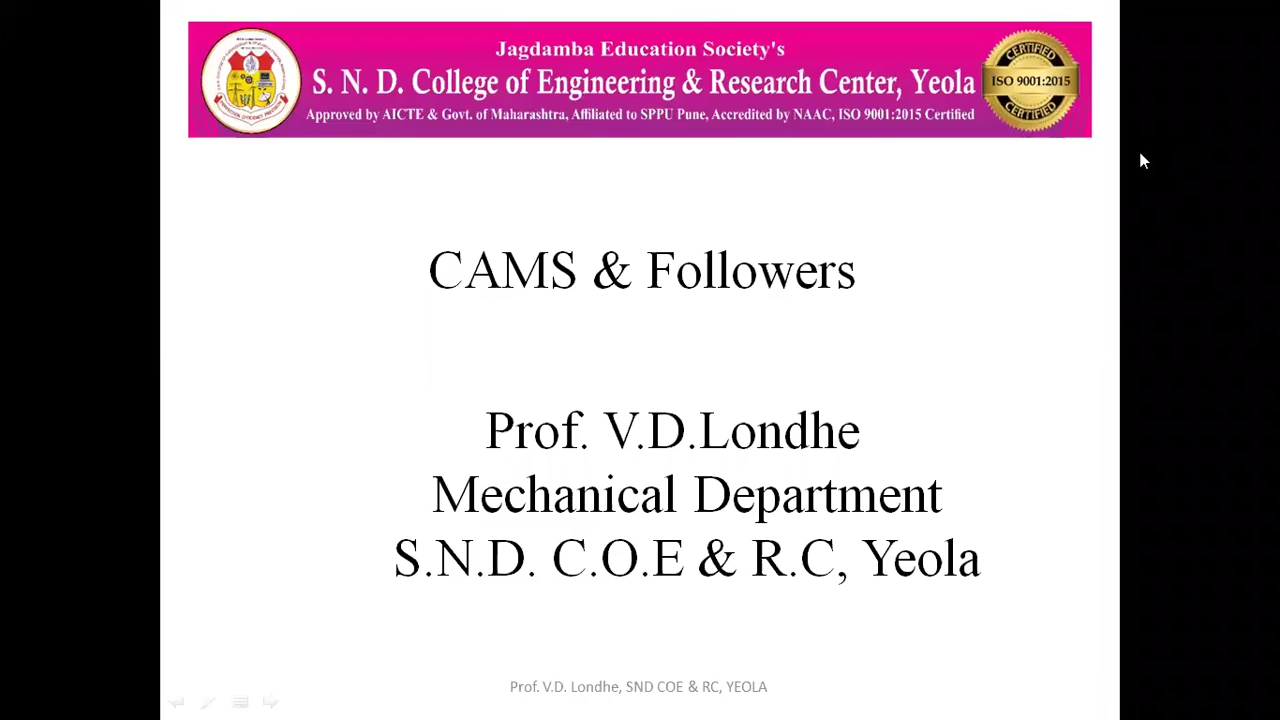 Jagdamba Education Society's
S. N. D. College of Engineering & Research Center, Yeola
Approved by AICTE & Govt. of Maharashtra, Affiliated to SPPU Pune, Accredited by NAAC, ISO 9001:2015 Certified
CERTIFIED
ISO 9001:2015
CERTIFIED
CAMS & Followers
Prof. V.D.Londhe
Mechanical Department
S.N.D. C.O.E & R.C, Yeola
Prof. V.D. Londhe, SND COE & RC, YEOLA